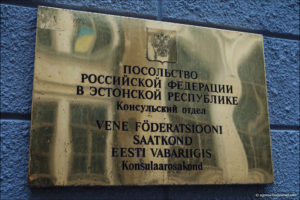 ПОСОЛЬСТВО
РОССИЙСКОЙ ФЕДЕРАЦИИ
В ЭСТОНСКОЙ РЕСПУБЛИКЕ
Консульский отдел
VENE FÖDERATSIOONI
SAATKOND
EESTI VABARIIGIS
Konsulaarosakond